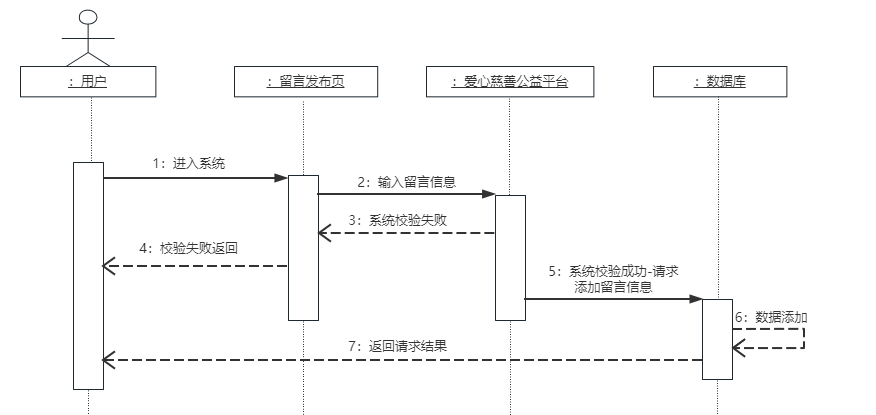 ：用户
：留言发布页
：爱心慈善公益平台
：数据库
1：进入系统
2：输入留言信息
3：系统校验失败
4：校验失败返回
5：系统校验成功-请求
添加留言信息
6：数据添加
7：返回请求结果